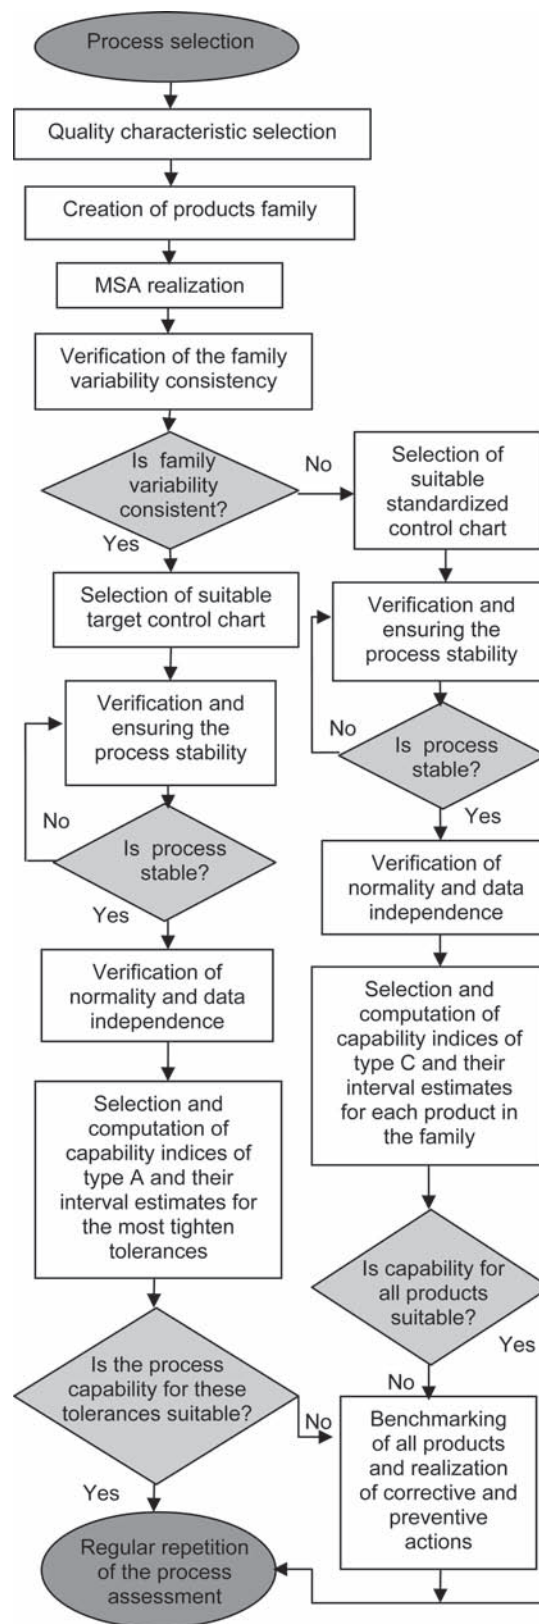 Process selection
Quality characteristic selection
Creation of products family
MSA realization
Verification of the family
variability consistency
Is family
variability
consistent?
No
Yes
Selection of
suitable
standardized
control chart
Selection of suitable
target control chart
Verification and
ensuring the
process stability
Verification and
ensuring the
process stability
No
Is process
stable?
Yes
No
Is process
stable?
Yes
Verification of
normality and data
independence
Verification of
normality and data
independence
Selection and
computation of
capability indices of
type C and their
interval estimates
for each product in
the family
Selection and
computation of
capability indices of
type A and their
interval estimates for
the most tighten
tolerances
Is capability for
all products
suitable?
Yes
No
Is the process
capability for these
tolerances suitable?
No
Yes
Benchmarking
of all products
and realization
of corrective and
preventive
actions
Regular repetition
of the process
assessment